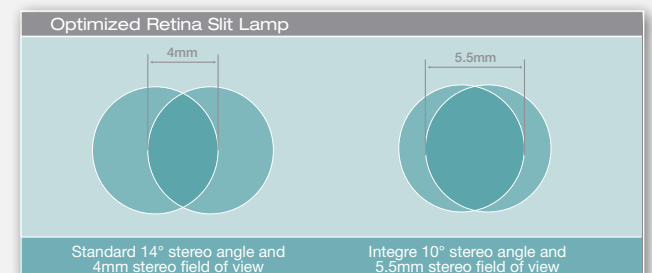 Optimized Retina Slit Lamp
4mm
5.5mm
Standard 14° stereo angle and
4mm stereo field of view
Integre 10° stereo angle and
5.5mm stereo field of view